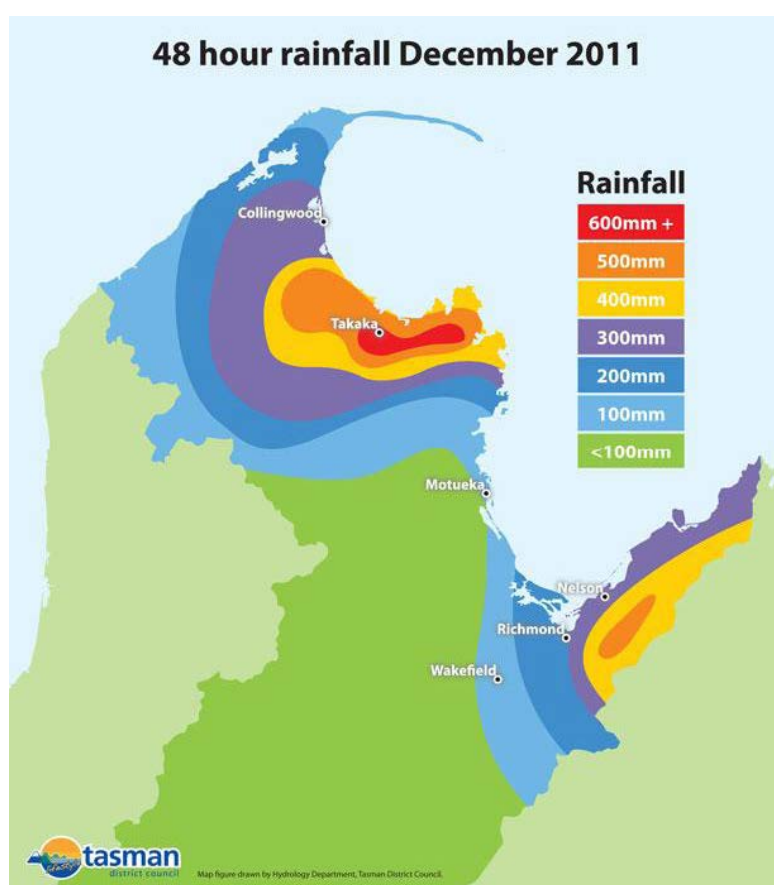 48 hour rainfall December 2011
Rainfall
600mm +
500mm
400mm
300mm
200mm
100mm
<100mm
Collingwood
Takaka
Motueka
Nelson
Richmond
Wakefield
tasman
district council
Map figure drawn by Hydrology Department, Tasman District Council.